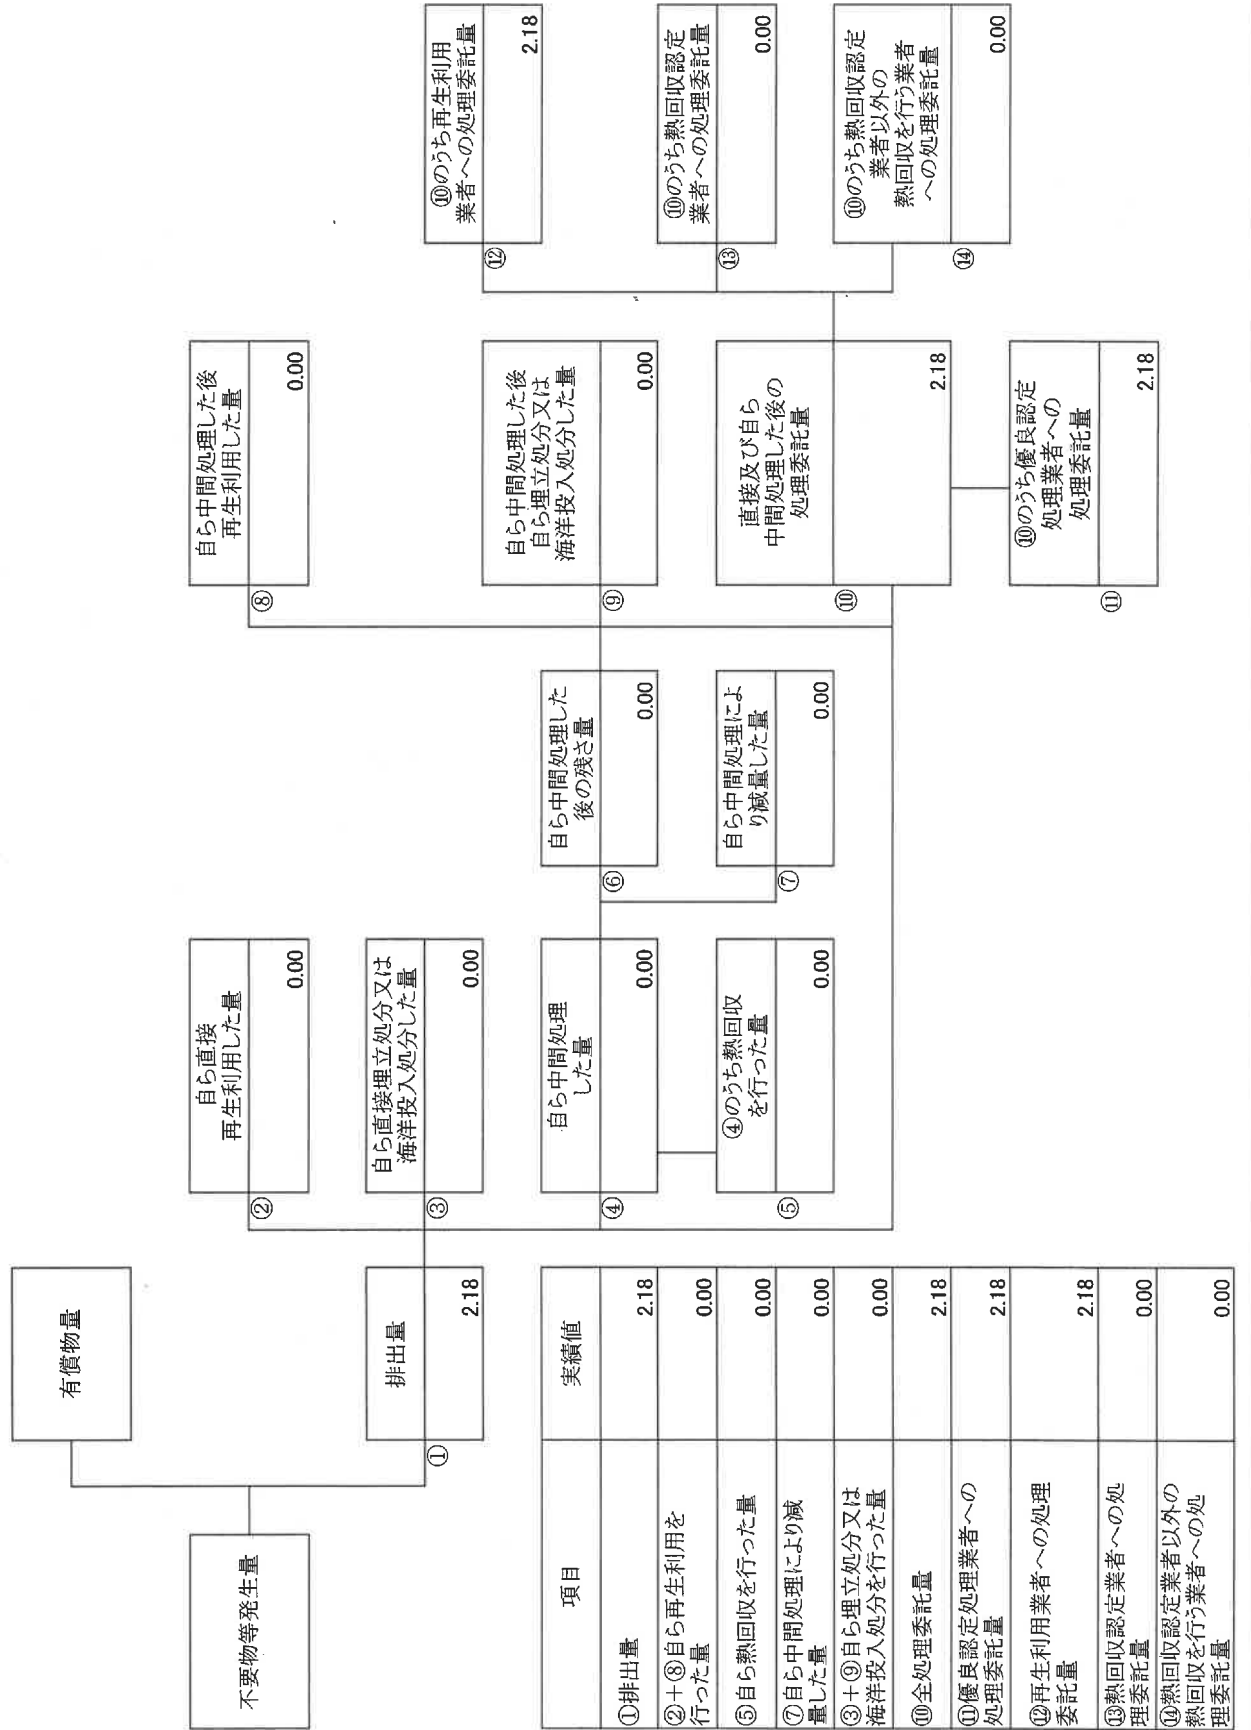 不要物等発生量
有償物量
排出量
①
2.18
自ら直接
再生利用した量
②
0.00
自ら直接埋立処分又は
海洋投入処分した量
③
0.00
自ら中間処理
した量
④
0.00
④のうち熱回収
を行った量
⑤
0.00
自ら中間処理した
後の残さ量
⑥
0.00
自ら中間処理によ
り減量した量
⑦
0.00
自ら中間処理した後
再生利用した量
⑧
0.00
自ら中間処理した後
自ら埋立処分又は
海洋投入処分した量
⑨
0.00
直接及び自ら
中間処理した後の
処理委託量
⑩
2.18
⑩のうち優良認定
処理業者への
処理委託量
⑪
2.18
⑩のうち再生利用
業者への処理委託量
⑫
2.18
⑩のうち熱回収認定
業者への処理委託量
⑬
0.00
⑩のうち熱回収認定
業者以外の
熱回収を行う業者
への処理委託量
⑭
0.00
項目 実績値
①排出量 2.18
②+⑧自ら再生利用を
行った量 0.00
⑤自ら熱回収を行った量 0.00
⑦自ら中間処理により減
量した量 0.00
③+⑨自ら埋立処分又は
海洋投入処分を行った量 0.00
⑩全処理委託量 2.18
⑪優良認定処理業者への
処理委託量 2.18
⑫再生利用業者への処理
委託量 2.18
⑬熱回収認定業者への処
理委託量 0.00
⑭熱回収認定業者以外の
熱回収を行う業者への処
理委託量 0.00